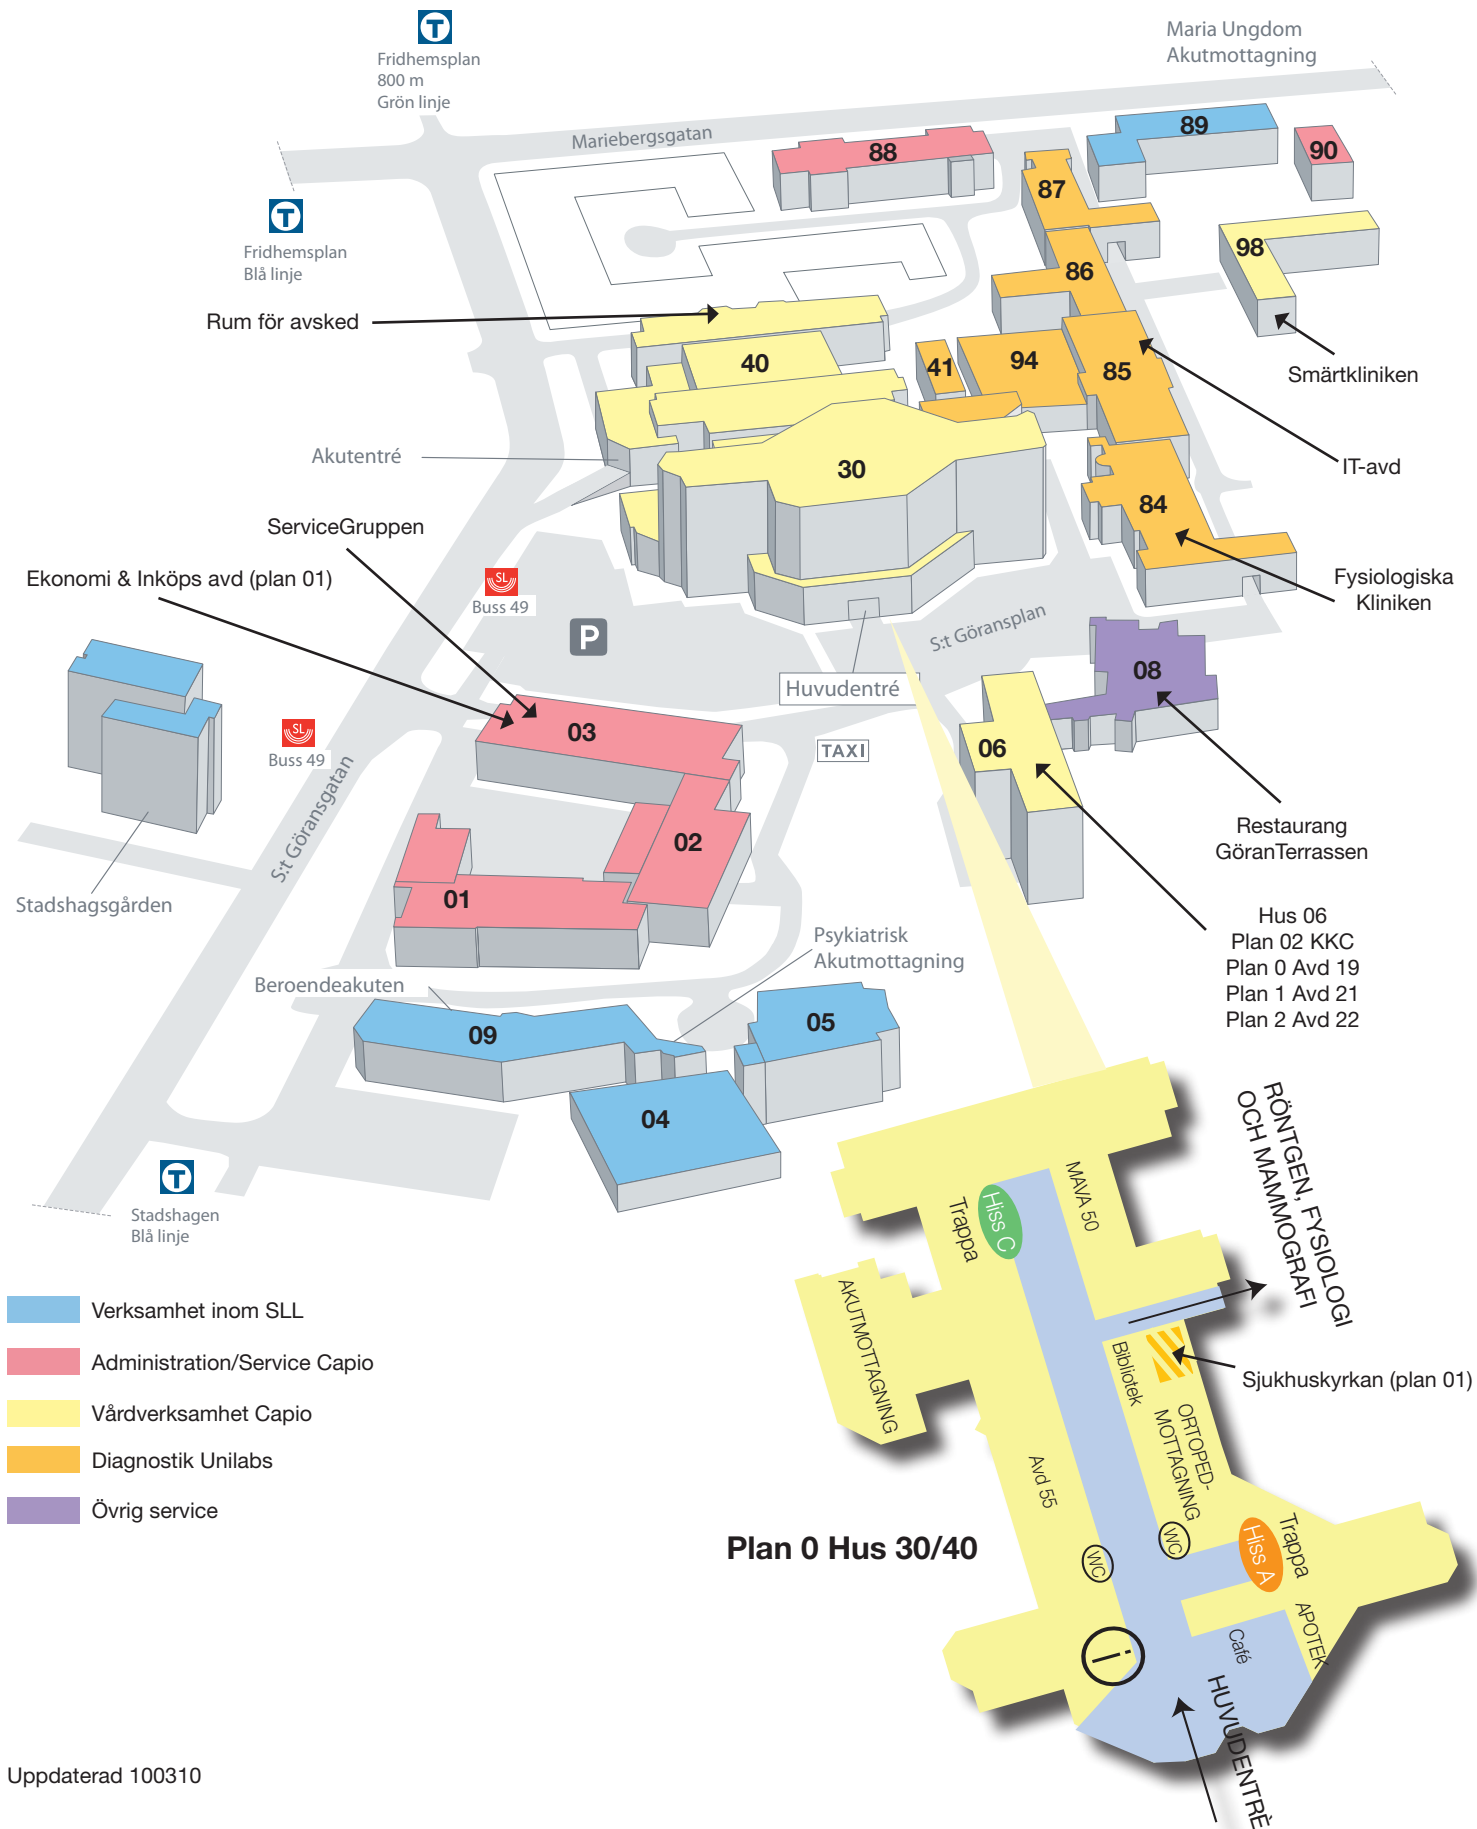 T
Fridhemsplan
800 m
Grön linje
Maria Ungdom
Akutmottagning
Mariebergsgatan
88
89
90
87
T
Fridhemsplan
Blå linje
98
86
Rum för avsked
40
41
94
85
Smärtkliniken
Akutentré
30
IT-avd
84
ServiceGruppen
Ekonomi & Inköps avd (plan 01)
SL
Buss 49
P
Fysiologiska
Kliniken
S:t Göransplan
08
Huvudentré
03
06
SL
Buss 49
TAXI
S:t Göransgatan
Restaurang
GöranTerrassen
02
01
Stadshagsgården
Hus 06
Plan 02 KKC
Plan 0 Avd 19
Plan 1 Avd 21
Plan 2 Avd 22
Psykiatrisk
Akutmottagning
Beroendeakuten
09
05
04
T
Stadshagen
Blå linje
RÖNTGEN, FYSIOLOGI
OCH MAMMOGRAFI
MAVA 50
Hiss C
Trappa
AKUTMOTTAGNING
Bibliotek
Sjukhuskyrkan (plan 01)
ORTOPED-
MOTTAGNING
Avd 55
WC
WC
Hiss A
Trappa
APOTEK
Café
i
HUVUDENTRÈ
Plan 0 Hus 30/40
Verksamhet inom SLL
Administration/Service Capio
Vårdverksamhet Capio
Diagnostik Unilabs
Övrig service
Uppdaterad 100310